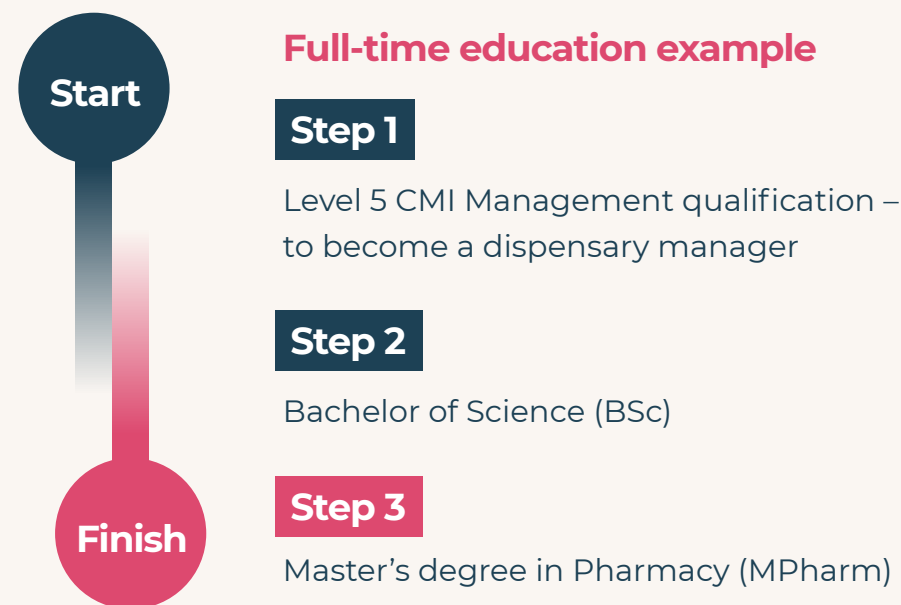 Start
Full-time education example
Step 1
Level 5 CMI Management qualification –
to become a dispensary manager
Step 2
Bachelor of Science (BSc)
Step 3
Finish
Master’s degree in Pharmacy (MPharm)